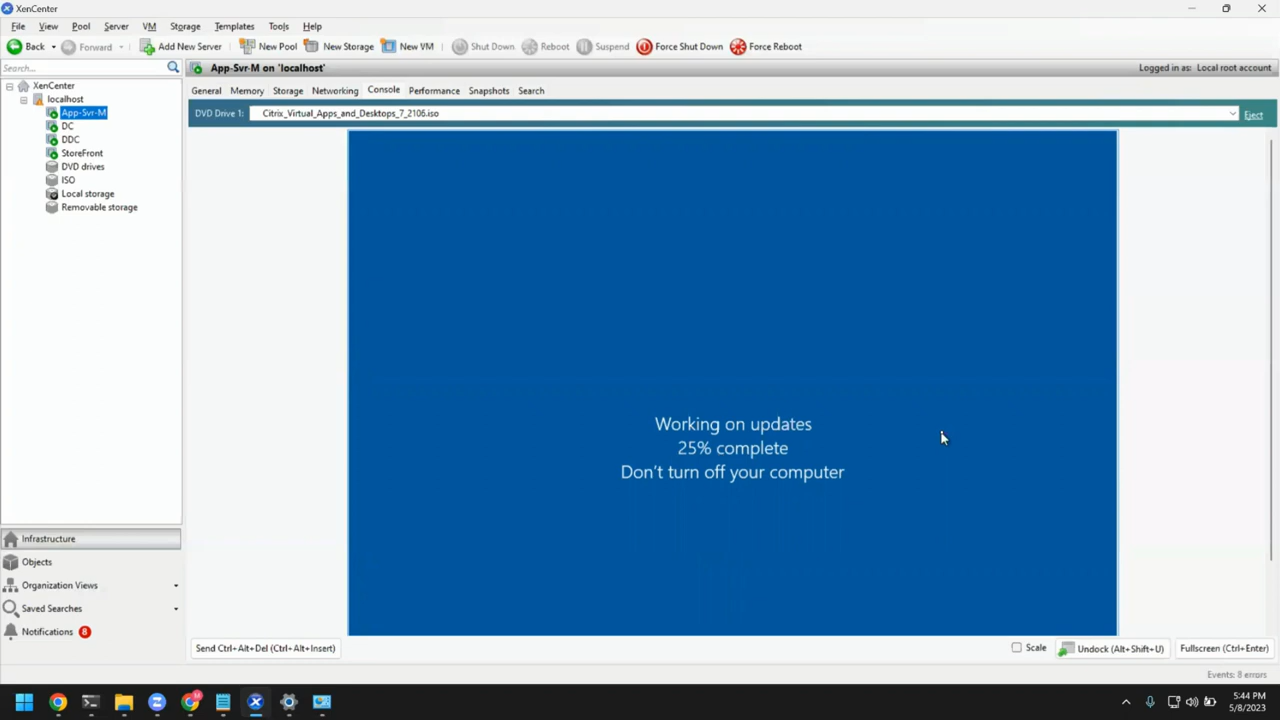 XenCenter
File View Pool Server VM Storage Templates Tools Help
Back Forward Add New Server New Pool New Storage New VM Shut Down Reboot Suspend Force Shut Down Force Reboot
Search...
App-Svr-M on 'localhost'
Logged in as: Local root account
XenCenter
localhost
App-Svr-M
DC
DDC
StoreFront
DVD drives
ISO
Local storage
Removable storage
General Memory Storage Networking Console Performance Snapshots Search
DVD Drive 1: Citrix_Virtual_Apps_and_Desktops_7_2106.iso Eject
Working on updates
25% complete
Don't turn off your computer
Infrastructure
Objects
Organization Views
Saved Searches
Notifications 8
Send Ctrl+Alt+Del (Ctrl+Alt+Insert) Scale Undock (Alt+Shift+U) Fullscreen (Ctrl+Enter)
Events: 8 errors
5:44 PM
5/8/2023